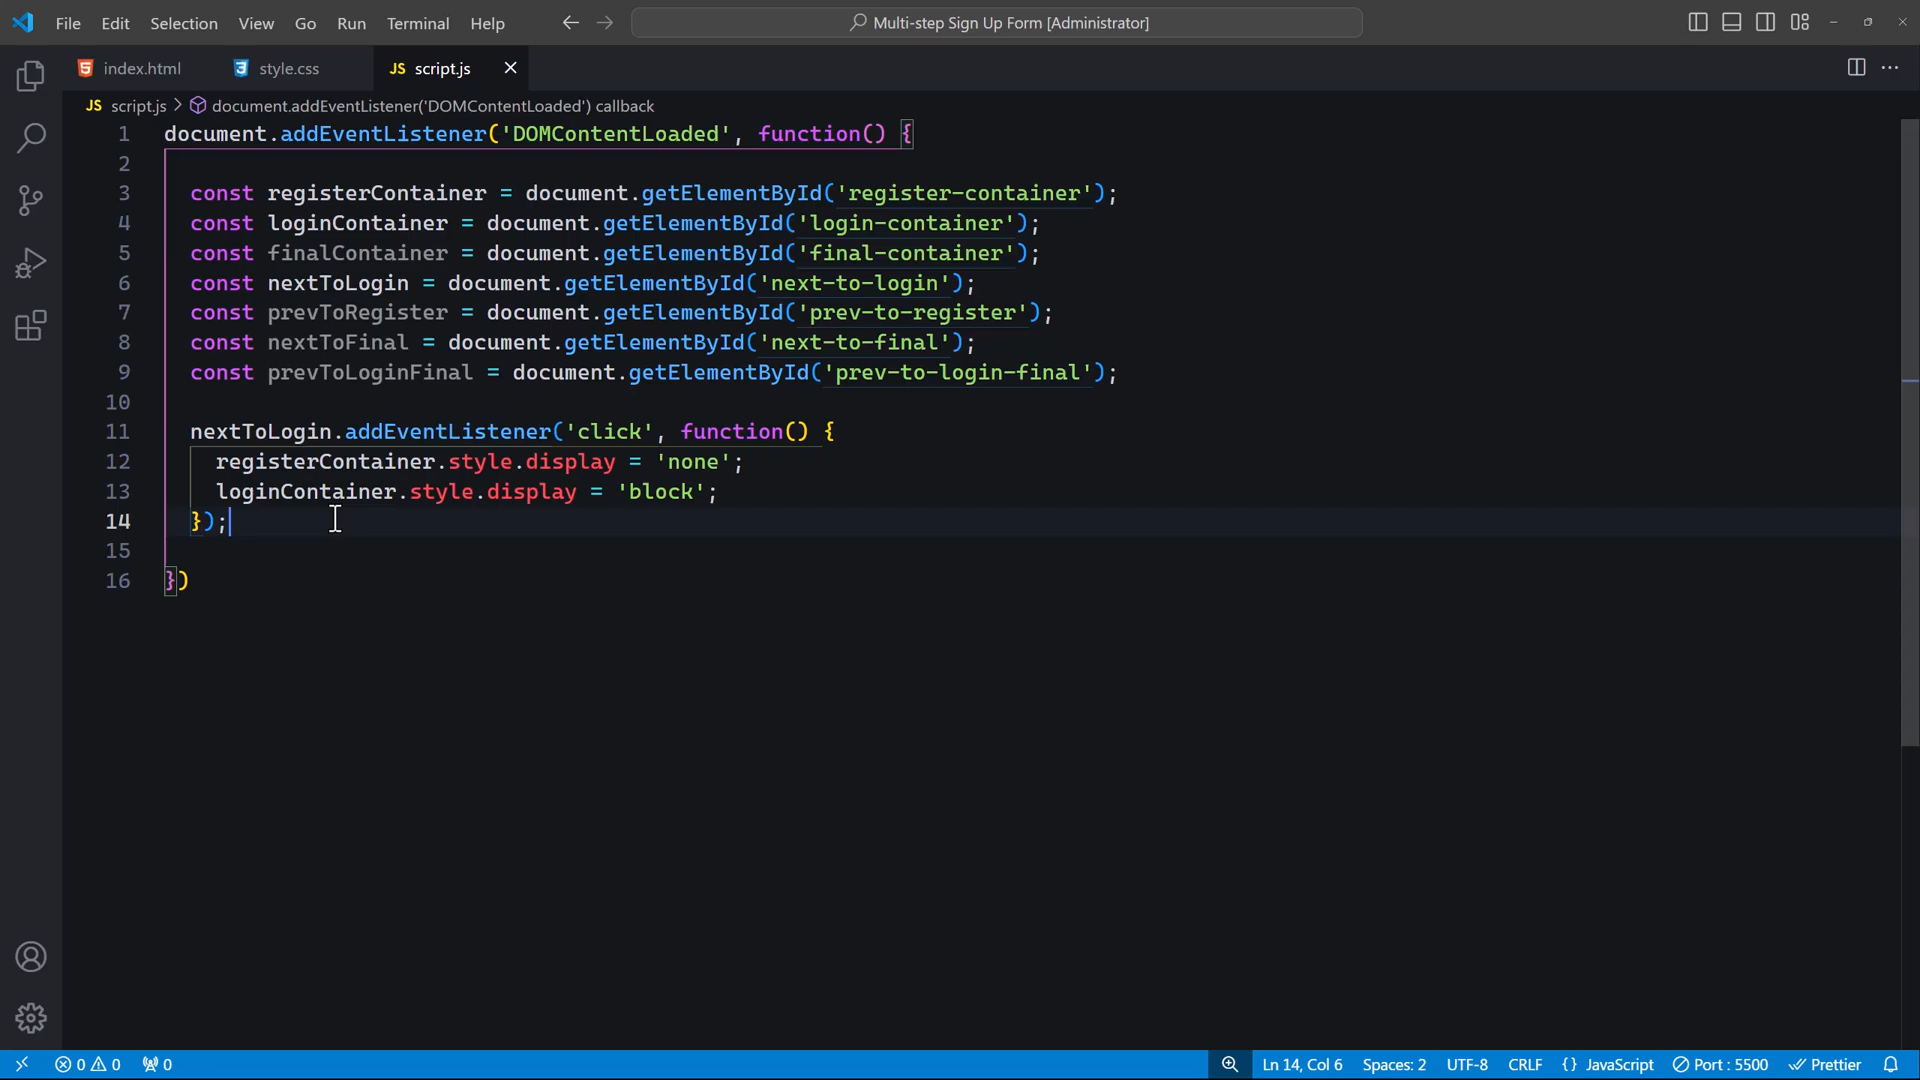 File Edit Selection View Go Run Terminal Help
Multi-step Sign Up Form [Administrator]
index.html
style.css
JS script.js
JS script.js > document.addEventListener('DOMContentLoaded') callback
1 document.addEventListener('DOMContentLoaded', function() {
2
3 const registerContainer = document.getElementById('register-container');
4 const loginContainer = document.getElementById('login-container');
5 const finalContainer = document.getElementById('final-container');
6 const nextToLogin = document.getElementById('next-to-login');
7 const prevToRegister = document.getElementById('prev-to-register');
8 const nextToFinal = document.getElementById('next-to-final');
9 const prevToLoginFinal = document.getElementById('prev-to-login-final');
10
11 nextToLogin.addEventListener('click', function() {
12 registerContainer.style.display = 'none';
13 loginContainer.style.display = 'block';
14 });
15
16 })
0 0 0 Ln 14, Col 6 Spaces: 2 UTF-8 CRLF {} JavaScript Port : 5500 Prettier